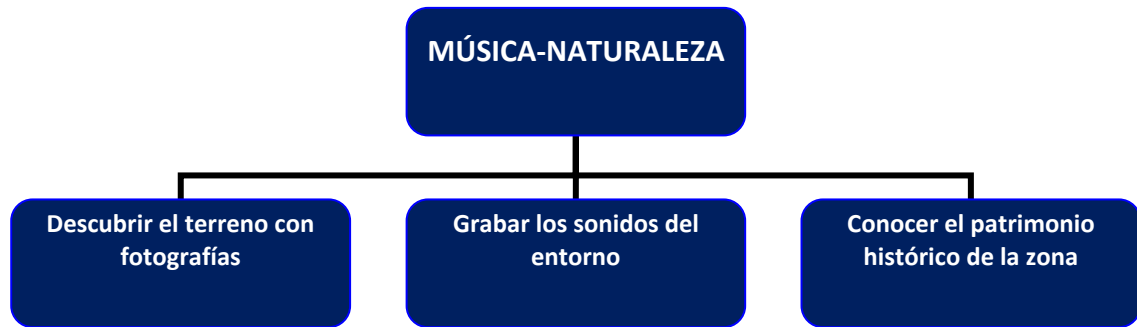 MÚSICA-NATURALEZA
Descubrir el terreno con
fotografías
Grabar los sonidos del
entorno
Conocer el patrimonio
histórico de la zona